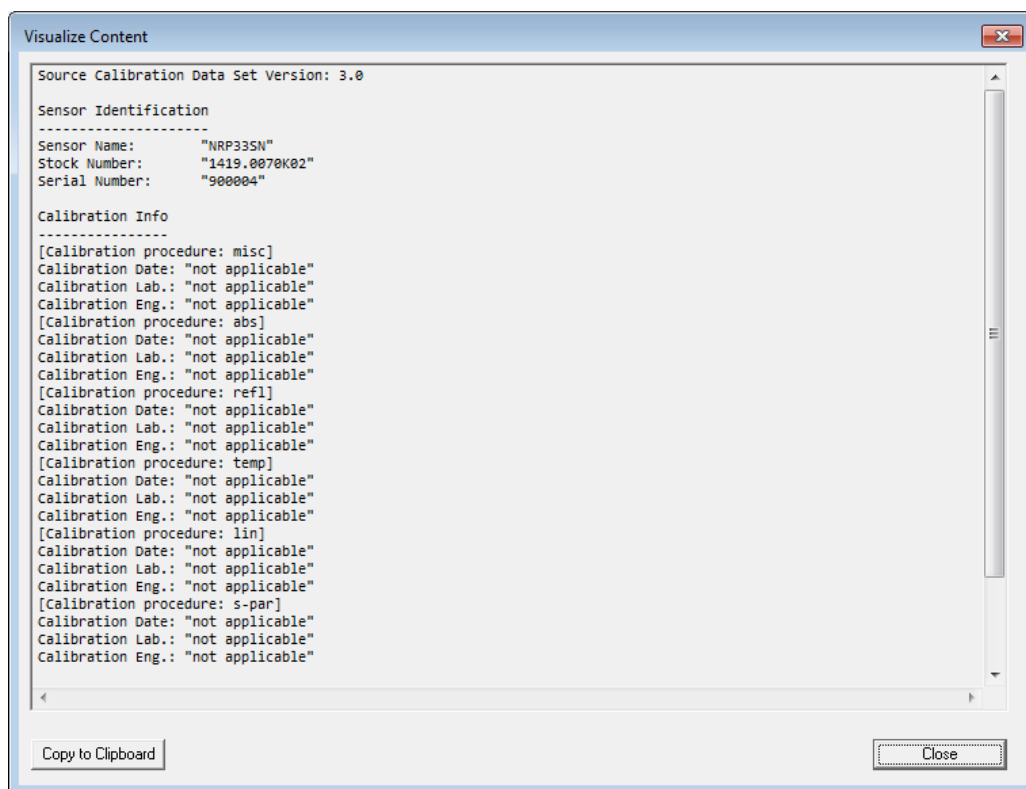 Visualize Content
Source Calibration Data Set Version: 3.0
Sensor Identification
---------------------
Sensor Name: "NRP33SN"
Stock Number: "1419.0070K02"
Serial Number: "900004"
Calibration Info
----------------
[Calibration procedure: misc]
Calibration Date: "not applicable"
Calibration Lab.: "not applicable"
Calibration Eng.: "not applicable"
[Calibration procedure: abs]
Calibration Date: "not applicable"
Calibration Lab.: "not applicable"
Calibration Eng.: "not applicable"
[Calibration procedure: refl]
Calibration Date: "not applicable"
Calibration Lab.: "not applicable"
Calibration Eng.: "not applicable"
[Calibration procedure: temp]
Calibration Date: "not applicable"
Calibration Lab.: "not applicable"
Calibration Eng.: "not applicable"
[Calibration procedure: lin]
Calibration Date: "not applicable"
Calibration Lab.: "not applicable"
Calibration Eng.: "not applicable"
[Calibration procedure: s-par]
Calibration Date: "not applicable"
Calibration Lab.: "not applicable"
Calibration Eng.: "not applicable"
Copy to Clipboard
Close